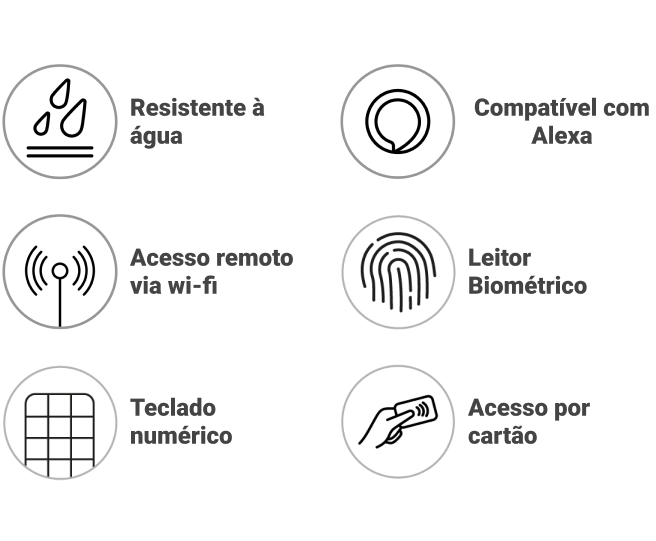 Resistente à
água
Compatível com
Alexa
Acesso remoto
via wi-fi
Leitor
Biométrico
Teclado
numérico
Acesso por
cartão